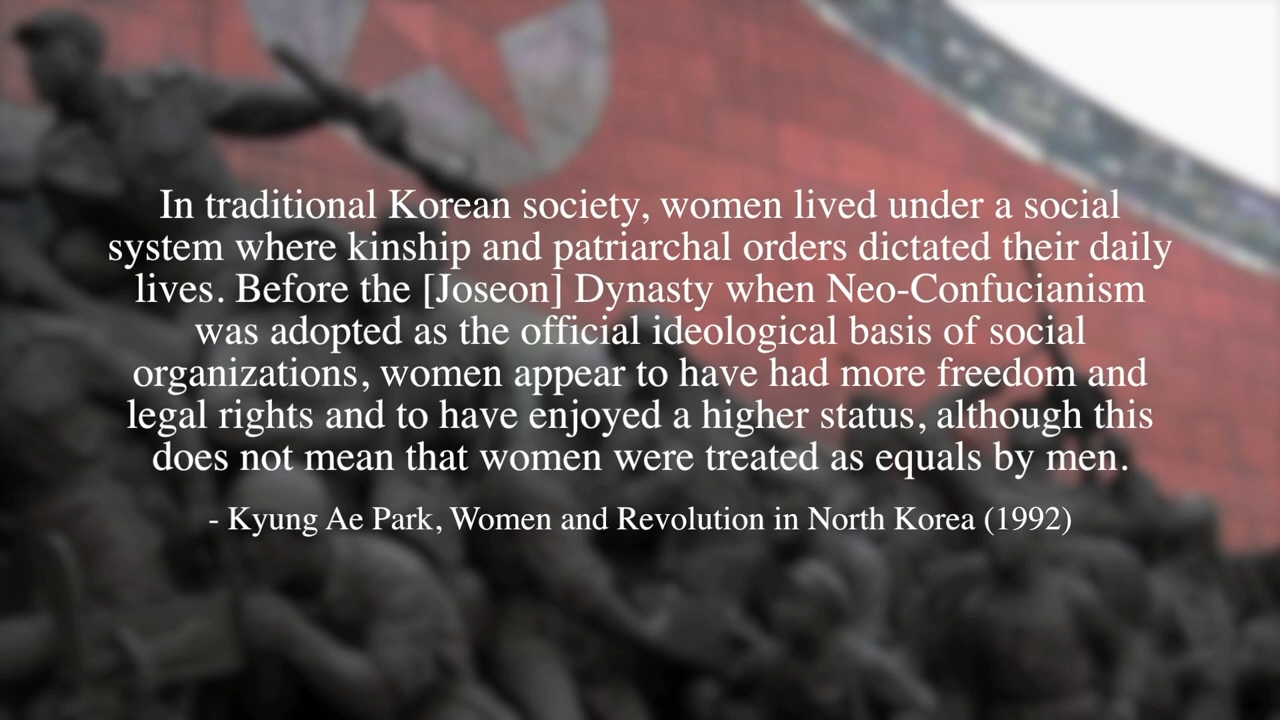 In traditional Korean society, women lived under a social
system where kinship and patriarchal orders dictated their daily
lives. Before the [Joseon] Dynasty when Neo-Confucianism
was adopted as the official ideological basis of social
organizations, women appear to have had more freedom and
legal rights and to have enjoyed a higher status, although this
does not mean that women were treated as equals by men.
- Kyung Ae Park, Women and Revolution in North Korea (1992)